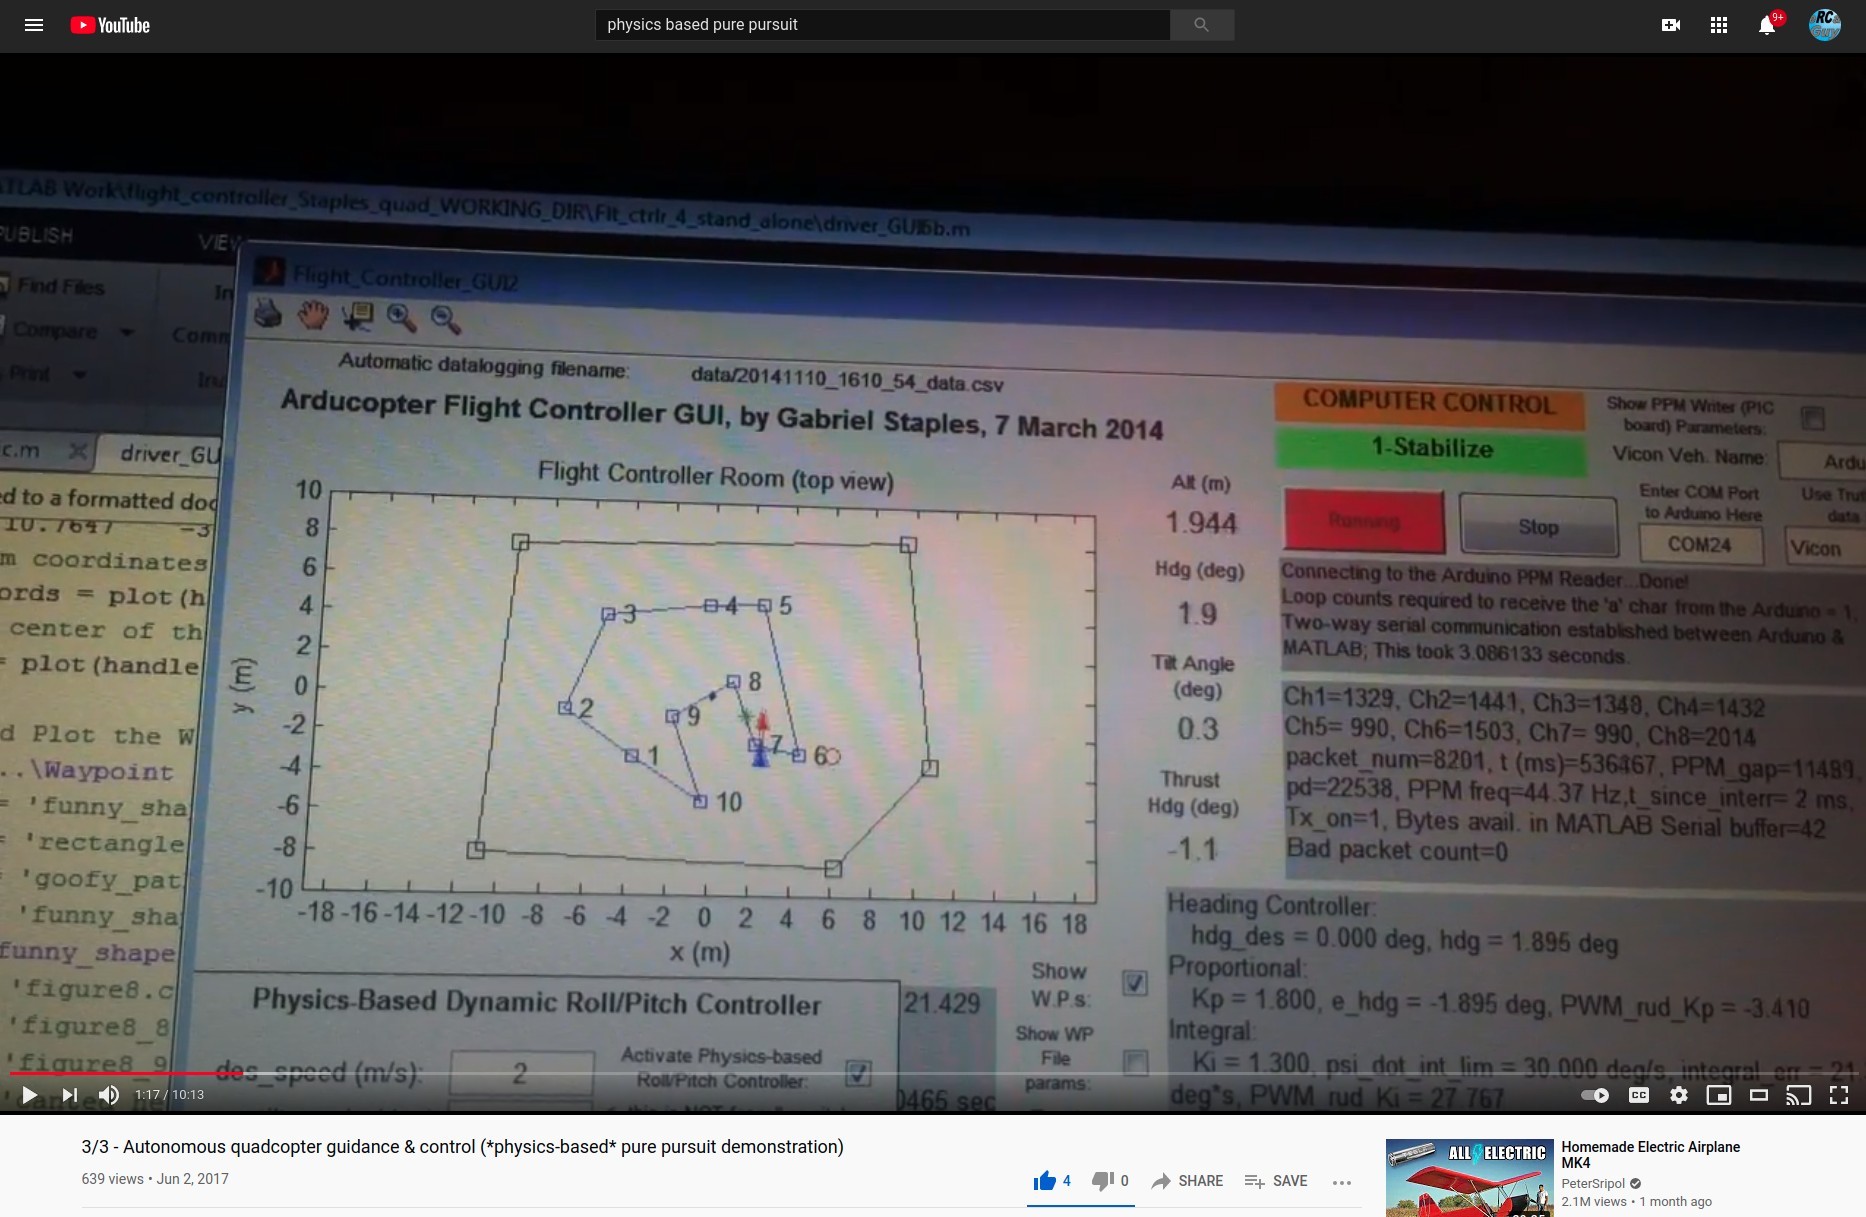 YouTube
physics based pure pursuit
9+
RC
ATLAB Work\flight_controller_Staples_quad_WORKING_DIR\Flt_ctrlr_4_stand_alone\driver_GUI6b.m
PUBLISH
VIEW
Find Files
Compare
Print
Flight_Controller_GUI2
Automatic datalogging filename: data/20141110_1610_54_data.csv
Arducopter Flight Controller GUI, by Gabriel Staples, 7 March 2014
COMPUTER CONTROL
1-Stabilize
Show PPM Writer (PIC
board) Parameters:
Vicon Veh. Name: Ardu
Enter COM Port
to Arduino Here
COM24
Use Trut
data
Vicon
Running
Stop
c.m
driver_GU
ed to a formatted doc
10.7647 -3
m coordinates
ords = plot(h
center of th
= plot(handle
d Plot the W
..\Waypoint
= 'funny_sha
= 'rectangle
= 'goofy_pat
'funny_sha
funny_shape
'figure8.c
'figure8_8
'figure8_9
Flight Controller Room (top view)
10
8
6
4
2
0
-2
-4
-6
-8
-10
y (m)
3
4
5
8
2
9
1
7
6
10
-18 -16 -14 -12 -10 -8 -6 -4 -2 0 2 4 6 8 10 12 14 16 18
x (m)
Alt (m)
1.944
Hdg (deg)
1.9
Tilt Angle
(deg)
0.3
Thrust
Hdg (deg)
-1.1
Connecting to the Arduino PPM Reader...Done!
Loop counts required to receive the 'a' char from the Arduino = 1,
Two-way serial communication established between Arduino &
MATLAB; This took 3.086133 seconds.
Ch1=1329, Ch2=1441, Ch3=1348, Ch4=1432
Ch5= 990, Ch6=1503, Ch7= 990, Ch8=2014
packet_num=8201, t (ms)=536467, PPM_gap=11489,
pd=22538, PPM freq=44.37 Hz,t_since_interr= 2 ms,
Tx_on=1, Bytes avail. in MATLAB Serial buffer=42
Bad packet count=0
Heading Controller:
hdg_des = 0.000 deg, hdg = 1.895 deg
Proportional:
Kp = 1.800, e_hdg = -1.895 deg, PWM_rud_Kp = -3.410
Integral:
Ki = 1.300, psi_dot_int_lim = 30.000 deg/s, integral_err = 21
deg*s, PWM_rud_Ki = 27.767
Show
W.P.s:
Show WP
File
params:
Physics-Based Dynamic Roll/Pitch Controller
21.429
des_speed (m/s): 2
Activate Physics-based
Roll/Pitch Controller:
0465 sec
1:17 / 10:13
CC
3/3 - Autonomous quadcopter guidance & control (*physics-based* pure pursuit demonstration)
639 views • Jun 2, 2017
4
0
SHARE
SAVE
ALL ELECTRIC
Homemade Electric Airplane
MK4
PeterSripol
2.1M views • 1 month ago